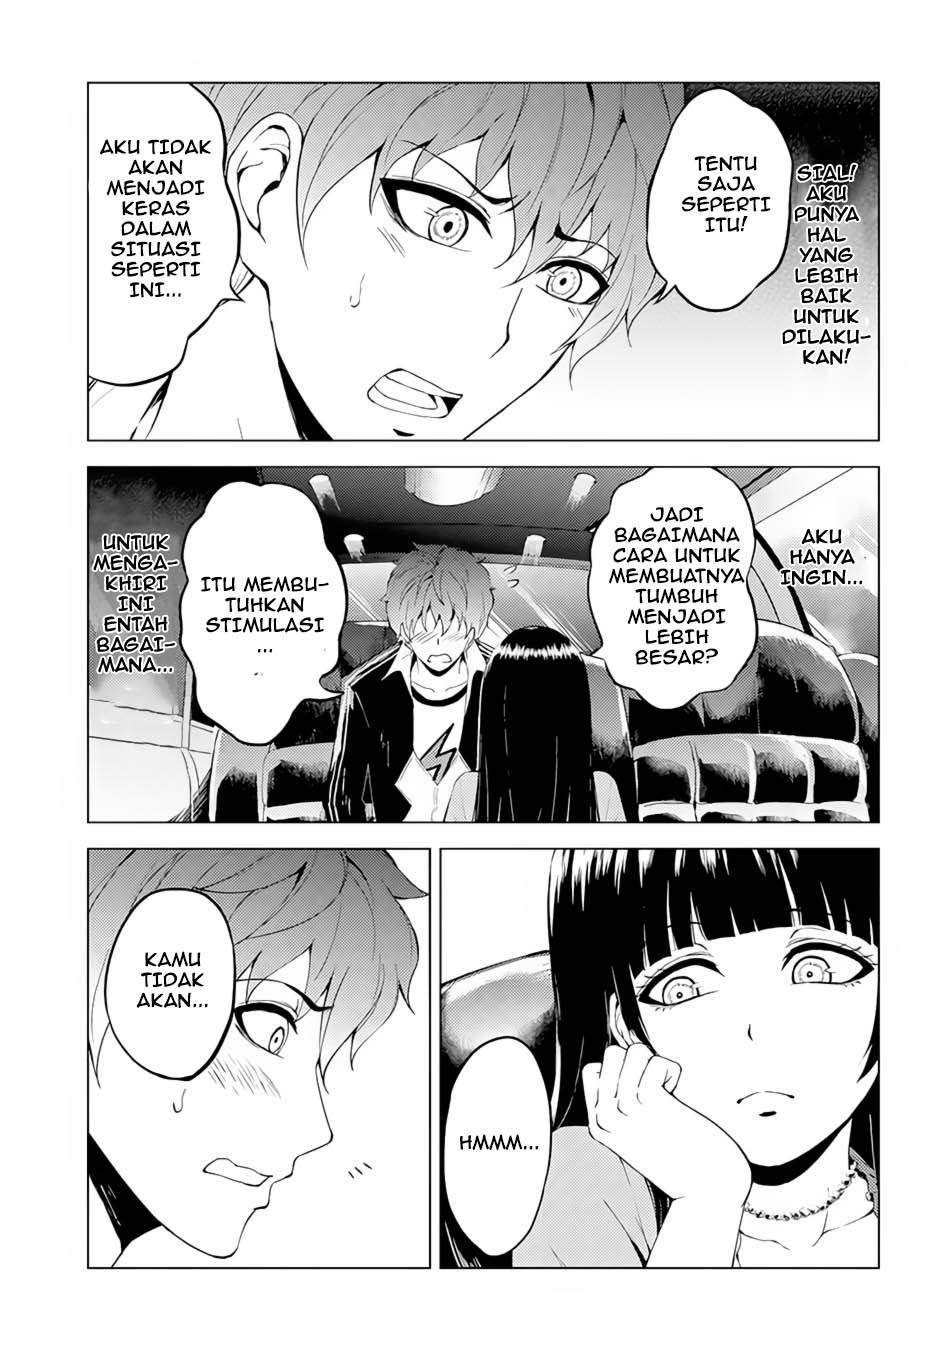 SIAL!
AKU
PUNYA
HAL
YANG
LEBIH
BAIK
UNTUK
DILAKU-
KAN!
TENTU
SAJA
SEPERTI
ITU!
AKU TIDAK
AKAN
MENJADI
KERAS
DALAM
SITUASI
SEPERTI
INI...
AKU
HANYA
INGIN...
JADI
BAGAIMANA
CARA UNTUK
MEMBUATNYA
TUMBUH
MENJADI
LEBIH
BESAR?
ITU MEMBU-
TUHKAN
STIMULASI
...
UNTUK
MENGA-
KHIRI
INI
ENTAH
BAGAI-
MANA...
HMMM...
KAMU
TIDAK
AKAN...